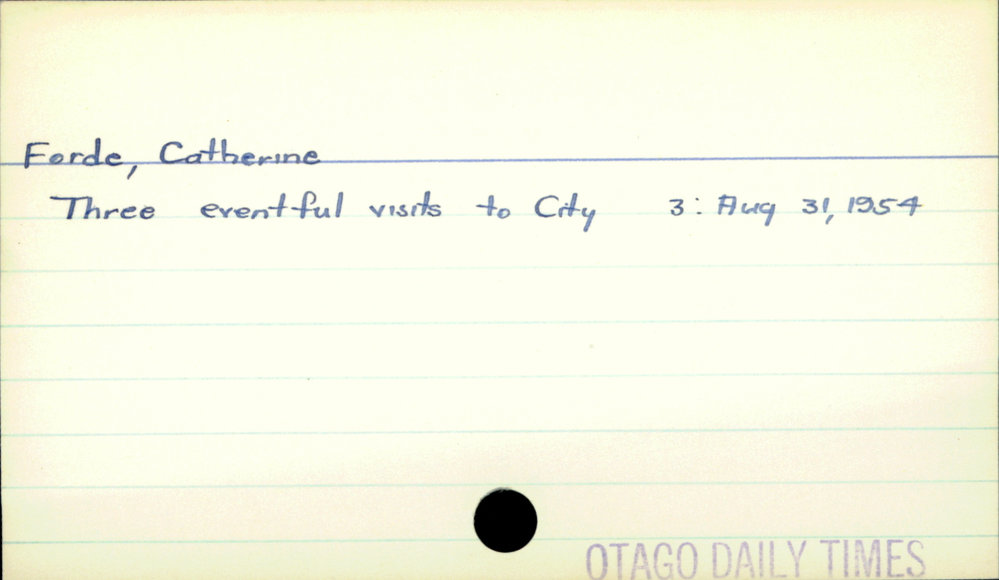 Forde, Catherine
Three eventful visits to City 3: Aug 31, 1954
OTAGO DAILY TIMES